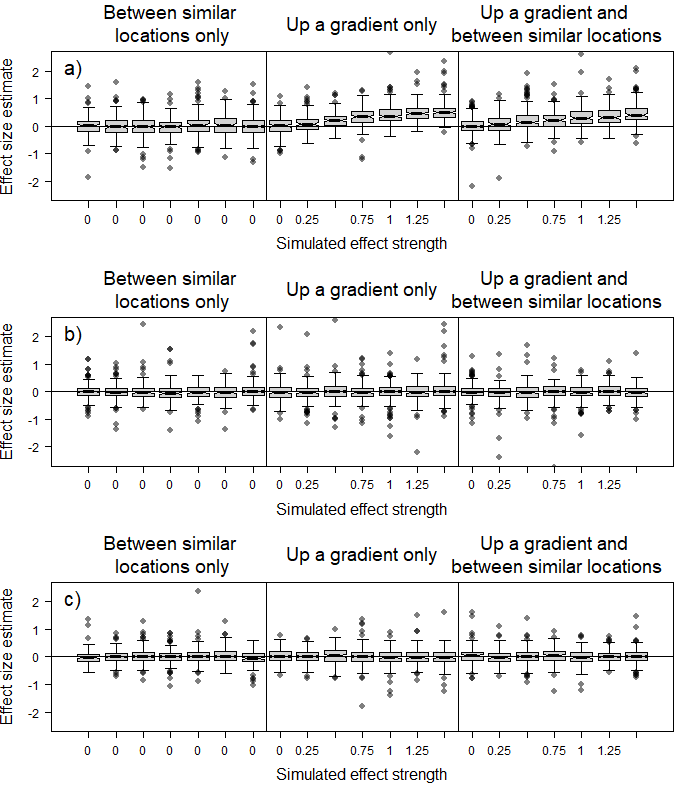 Between similar
locations only
Up a gradient only
Up a gradient and
between similar locations
a)
Effect size estimate
2
1
0
-1
-2
0 0 0 0 0 0 0 0 0.25 0.75 1 0 0.25 0.75 1 1.25
Simulated effect strength
Between similar
locations only
Up a gradient only
Up a gradient and
between similar locations
b)
Effect size estimate
2
1
0
-1
-2
0 0 0 0 0 0 0 0 0.25 0.75 1 1.25 0 0.25 0.75 1 1.25
Simulated effect strength
Between similar
locations only
Up a gradient only
Up a gradient and
between similar locations
c)
Effect size estimate
2
1
0
-1
-2
0 0 0 0 0 0 0 0 0.25 0.75 1 1.25 0 0.25 0.75 1 1.25
Simulated effect strength